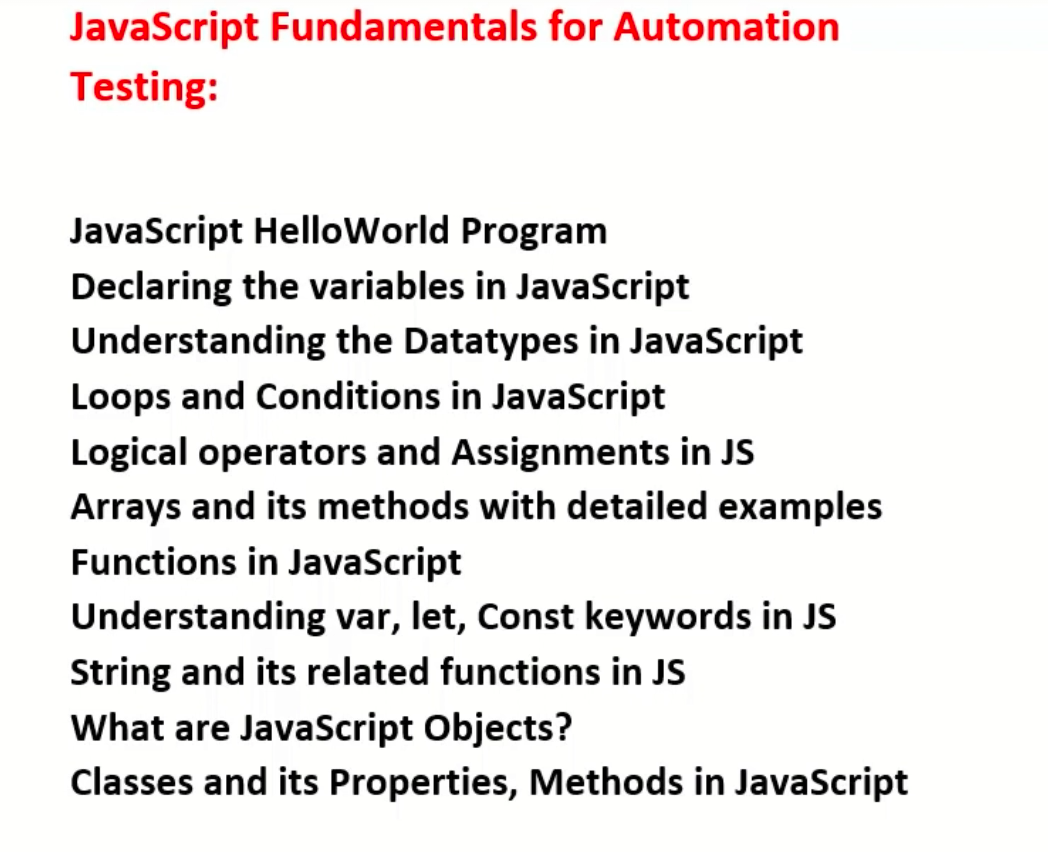 JavaScript Fundamentals for Automation
Testing:
JavaScript HelloWorld Program
Declaring the variables in JavaScript
Understanding the Datatypes in JavaScript
Loops and Conditions in JavaScript
Logical operators and Assignments in JS
Arrays and its methods with detailed examples
Functions in JavaScript
Understanding var, let, Const keywords in JS
String and its related functions in JS
What are JavaScript Objects?
Classes and its Properties, Methods in JavaScript